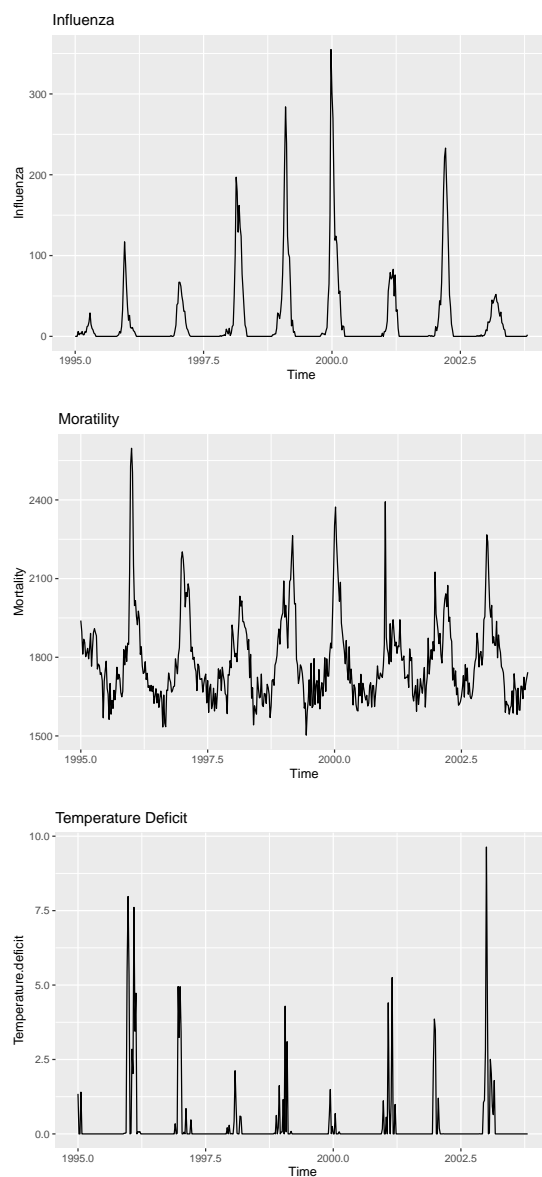 Influenza
300
200
100
0
Influenza
1995.0 1997.5 2000.0 2002.5
Time
Moratility
2400
2100
1800
1500
Mortality
1995.0 1997.5 2000.0 2002.5
Time
Temperature Deficit
10.0
7.5
5.0
2.5
0.0
Temperature.deficit
1995.0 1997.5 2000.0 2002.5
Time